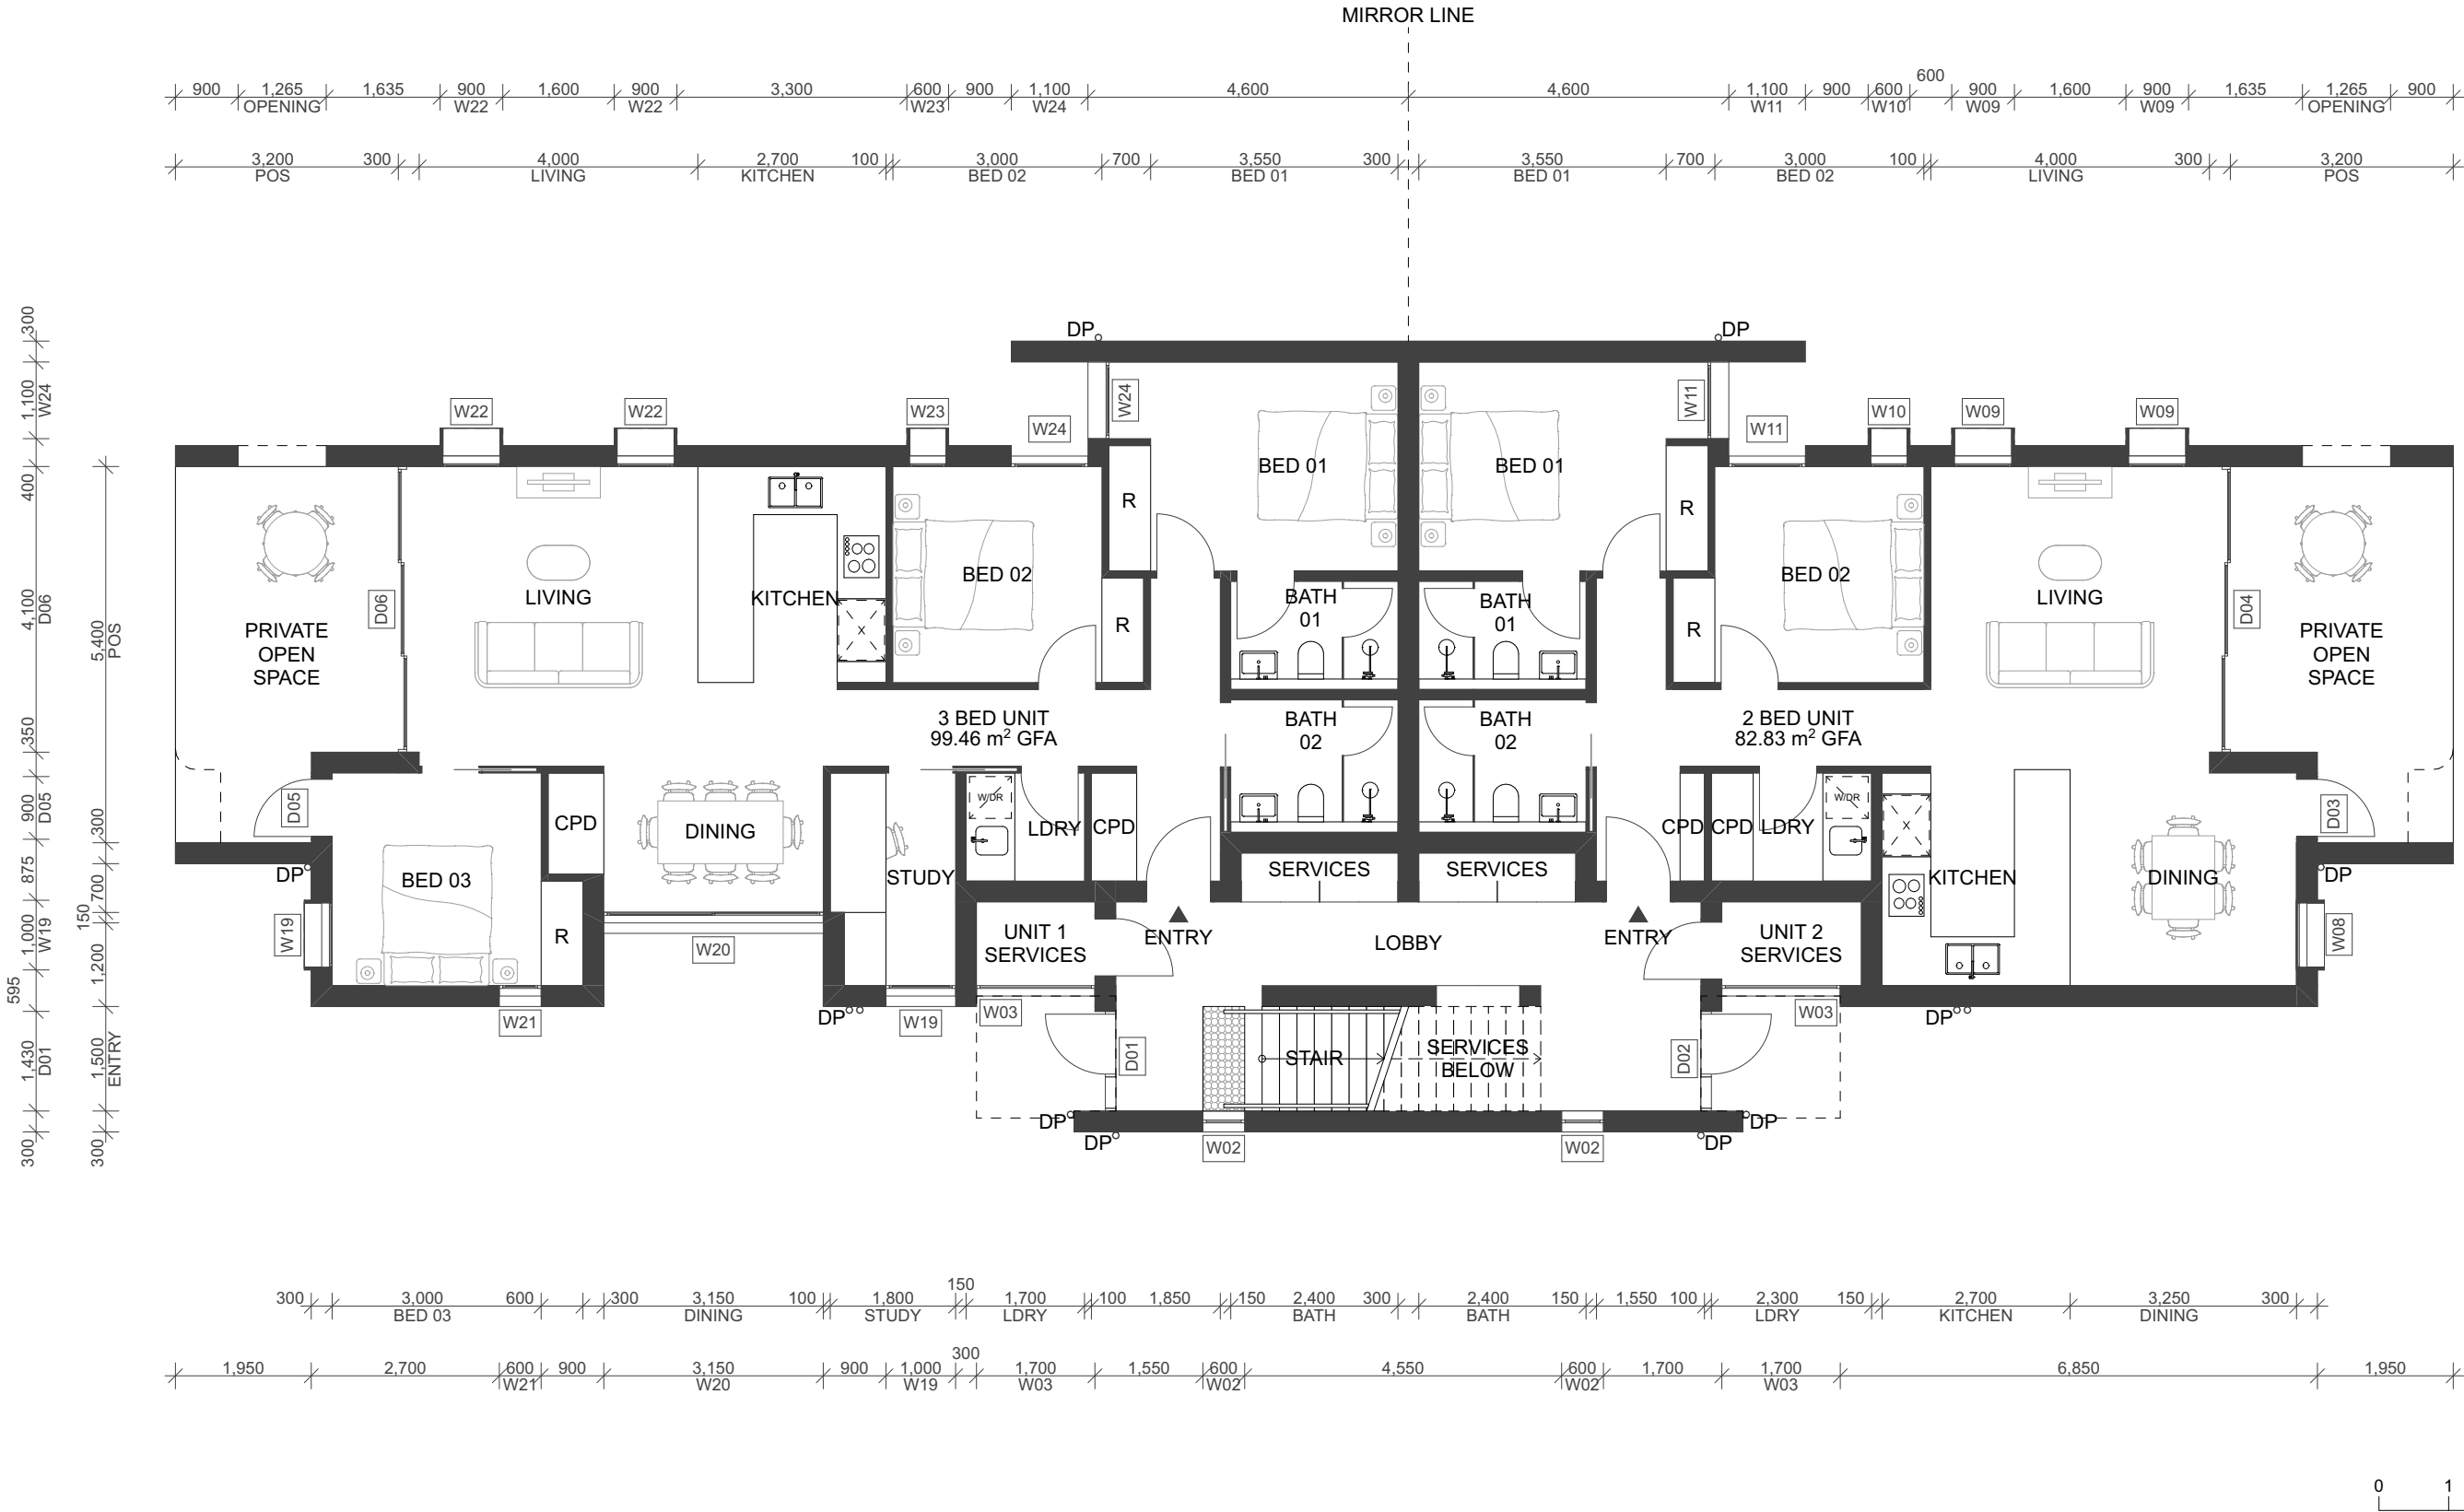 MIRROR LINE
600
900 1,265 1,635 900 1,600 900 3,300 600 900 1,100 4,600 4,600 1,100 900 600 900 1,600 900 1,635 1,265 900
OPENING W22 W22 W23 W24 W11 W10 W09 W09 OPENING
3,200 300 4,000 2,700 100 3,000 700 3,550 300 3,550 700 3,000 100 4,000 300 3,200
POS LIVING KITCHEN BED 02 BED 01 BED 01 BED 02 LIVING POS
300
1,100
W24
400
4,100
D06
350
900
D05
875
1,000
W19
595
1,430
D01
300
5,400
POS
300
700
150
1,200
1,500
ENTRY
300
DP DP
W24 W11
W22 W22 W23 W24 W11 W10 W09 W09
BED 01 BED 01
R R
BED 02 BED 02
LIVING KITCHEN LIVING
BATH
01
BATH
01
D06 D04
X
R R
PRIVATE
OPEN
SPACE
PRIVATE
OPEN
SPACE
3 BED UNIT
99.46 m² GFA
BATH
02
BATH
02
2 BED UNIT
82.83 m² GFA
D05 W/DR W/DR D03
CPD DINING LDRY CPD CPD CPD LDRY X
DP BED 03 STUDY SERVICES SERVICES KITCHEN DINING DP
W19 R W20
UNIT 1
SERVICES
ENTRY LOBBY ENTRY
UNIT 2
SERVICES
W08
W21 DP W19 W03 W03 DP
D01 STAIR
SERVICES
BELOW
D02
DP DP
DP W02 W02 DP
150
300 3,000 600 300 3,150 100 1,800 1,700 100 1,850 150 2,400 300 2,400 150 1,550 100 2,300 150 2,700 3,250 300
BED 03 DINING STUDY LDRY BATH BATH LDRY KITCHEN DINING
300
1,950 2,700 600 900 3,150 900 1,000 1,700 1,550 600 4,550 600 1,700 1,700 6,850 1,950
W21 W20 W19 W03 W02 W02 W03
0 1